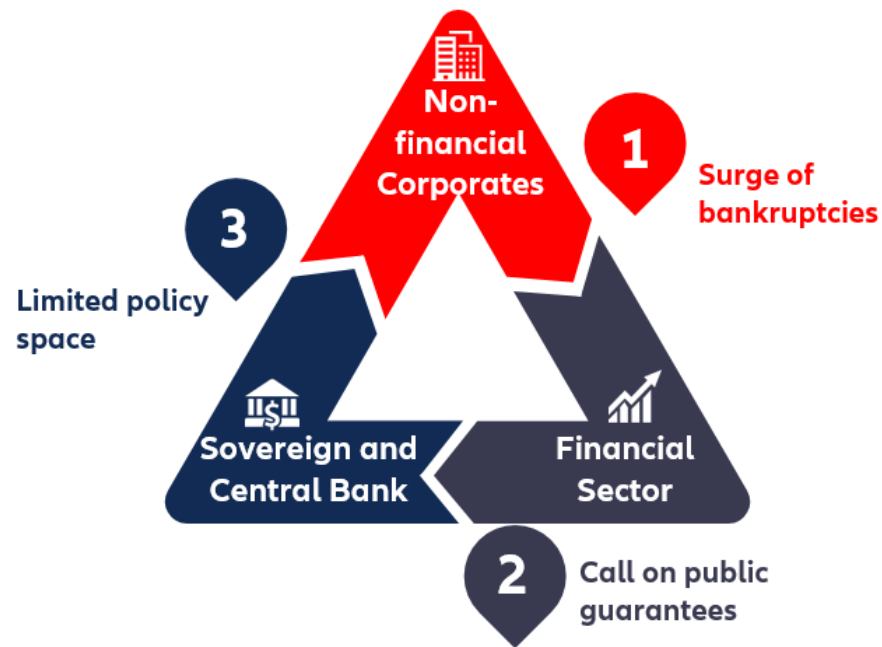 Non-
financial
Corporates
1
Surge of
bankruptcies
3
Limited policy
space
$
Sovereign and
Central Bank
Financial
Sector
2
Call on public
guarantees